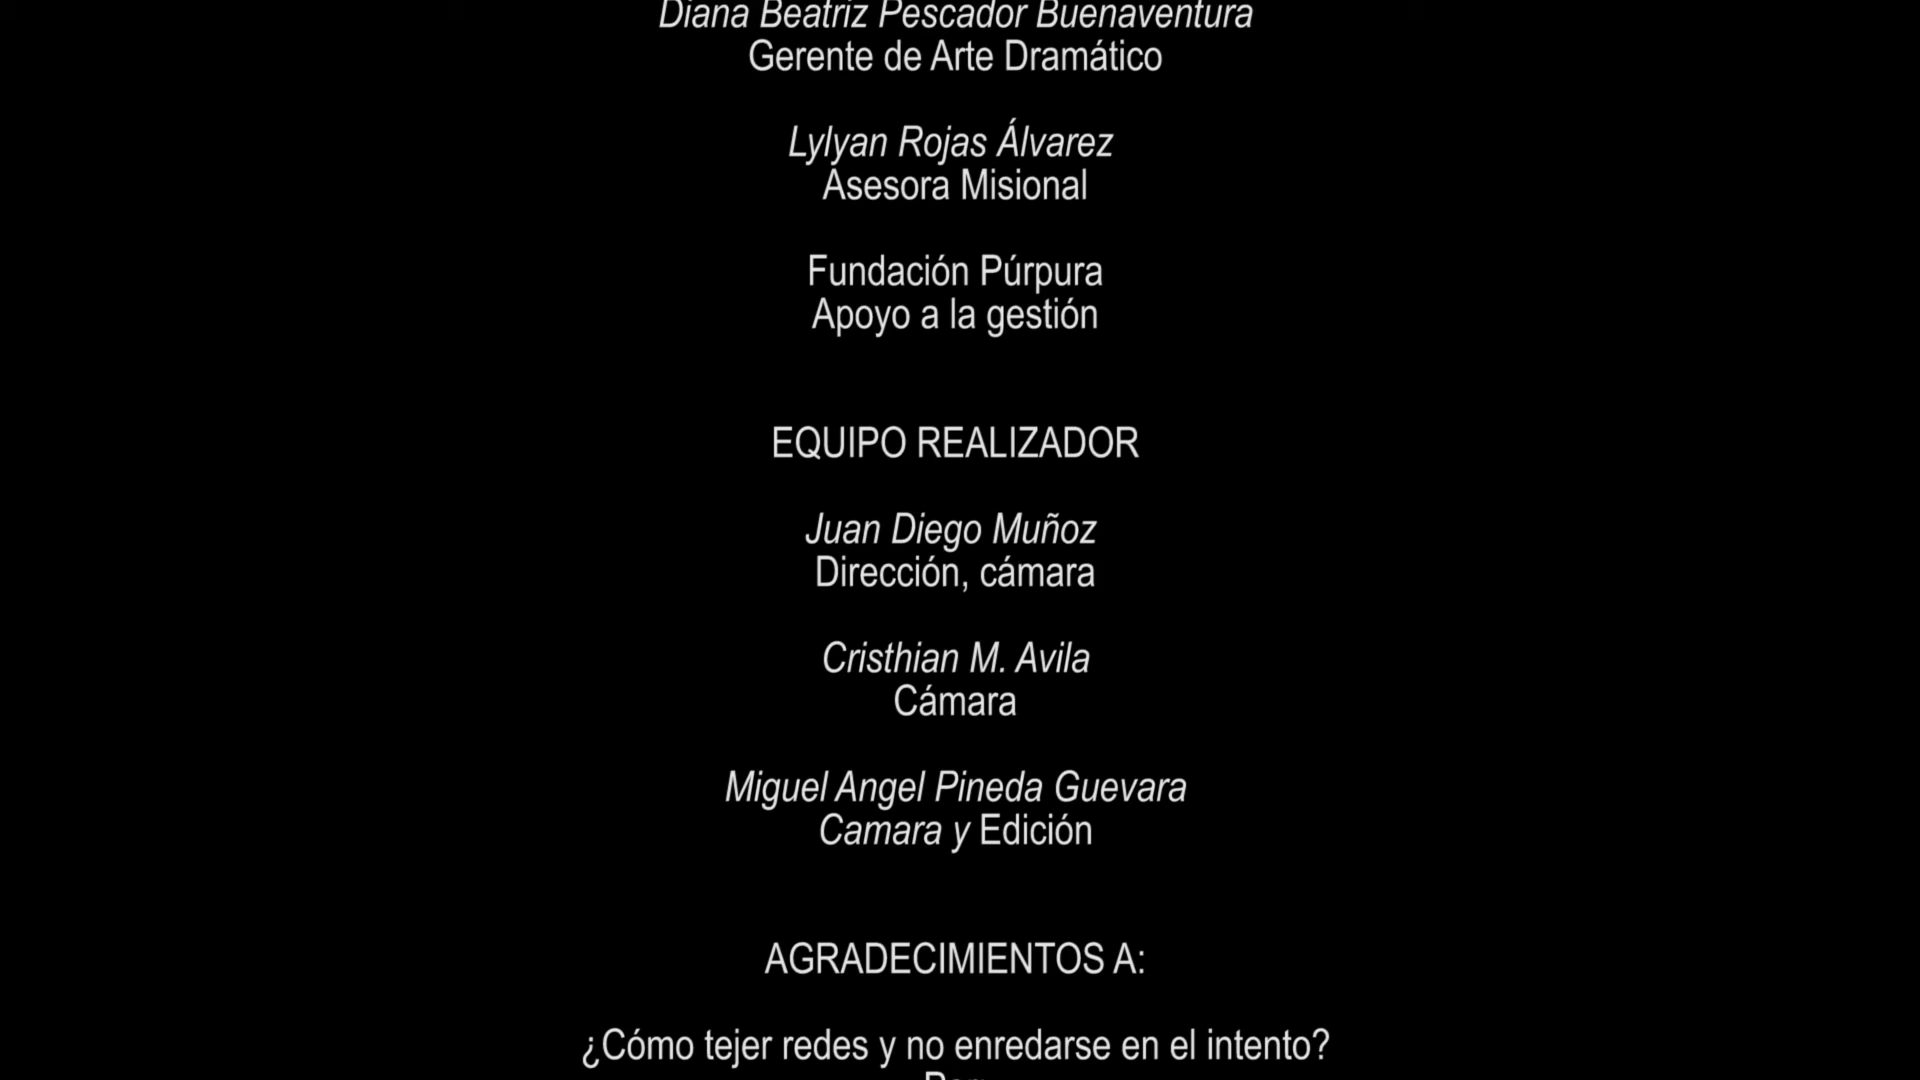 Diana Beatriz Pescador Buenaventura
Gerente de Arte Dramático
Lylyan Rojas Álvarez
Asesora Misional
Fundación Púrpura
Apoyo a la gestión
EQUIPO REALIZADOR
Juan Diego Muñoz
Dirección, cámara
Cristhian M. Avila
Cámara
Miguel Angel Pineda Guevara
Camara y Edición
AGRADECIMIENTOS A:
¿Cómo tejer redes y no enredarse en el intento?